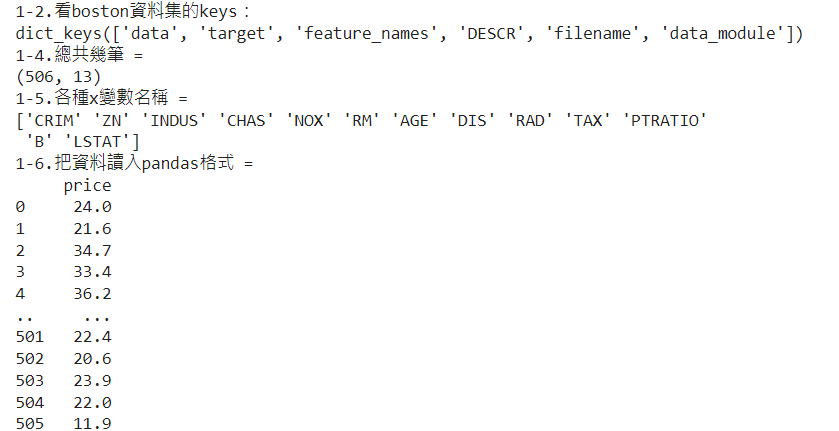 1-2.看boston資料集的keys：
dict_keys(['data', 'target', 'feature_names', 'DESCR', 'filename', 'data_module'])
1-4.總共幾筆 =
(506, 13)
1-5.各種x變數名稱 =
['CRIM' 'ZN' 'INDUS' 'CHAS' 'NOX' 'RM' 'AGE' 'DIS' 'RAD' 'TAX' 'PTRATIO'
 'B' 'LSTAT']
1-6.把資料讀入pandas格式 =
     price
0     24.0
1     21.6
2     34.7
3     33.4
4     36.2
..     ...
501   22.4
502   20.6
503   23.9
504   22.0
505   11.9